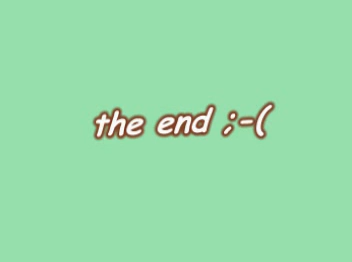 the end ;-(